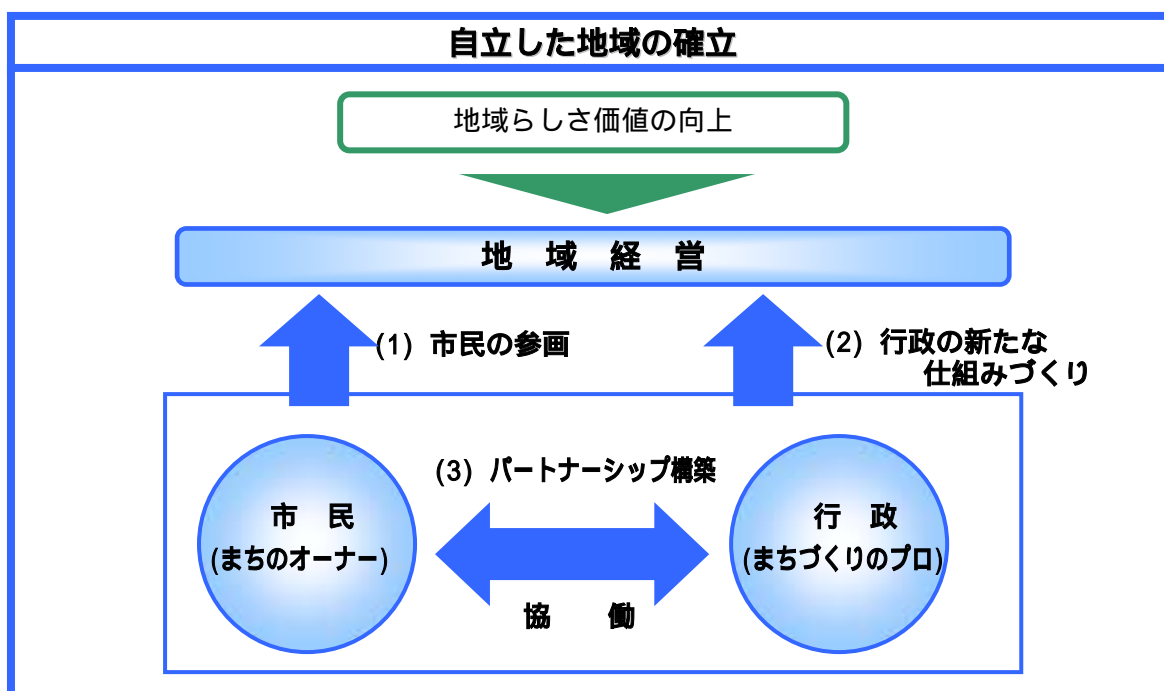 自立した地域の確立
地域らしさ価値の向上
地 域 経 営
(1) 市民の参画
(2) 行政の新たな
仕組みづくり
(3) パートナーシップ構築
市 民
(まちのオーナー)
行 政
(まちづくりのプロ)
協 働